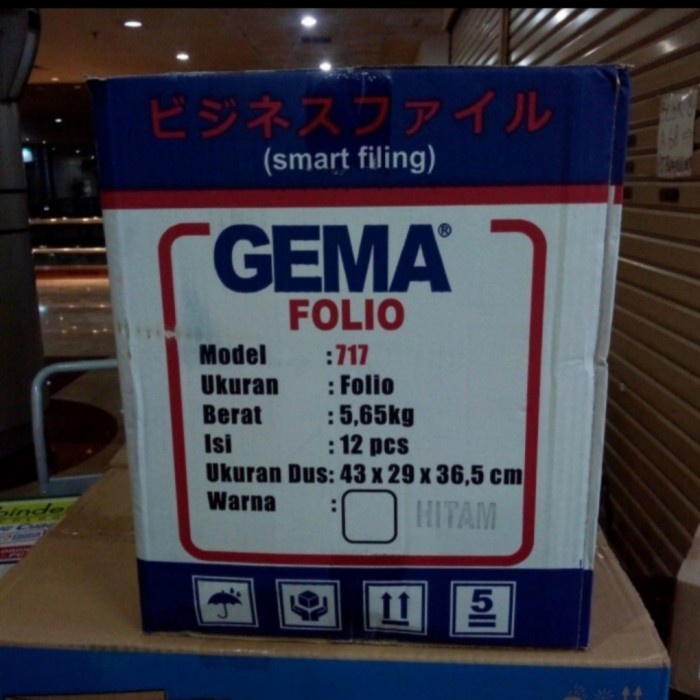 ビジネスファイル
(smart filing)
GEMA®
FOLIO
Model : 717
Ukuran : Folio
Berat : 5,65kg
Isi : 12 pcs
Ukuran Dus: 43 x 29 x 36,5 cm
Warna : HITAM
5